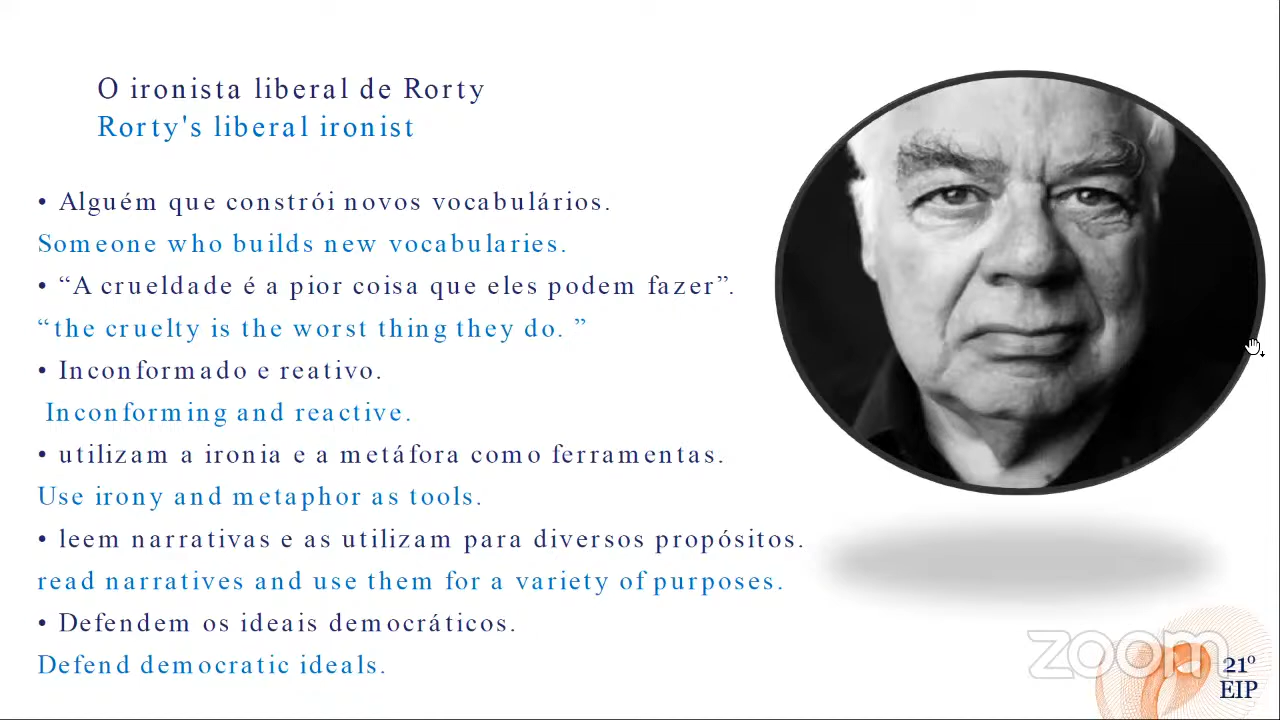 O ironista liberal de Rorty
Rorty's liberal ironist
• Alguém que constrói novos vocabulários.
Someone who builds new vocabularies.
• “A crueldade é a pior coisa que eles podem fazer”.
“the cruelty is the worst thing they do. ”
• Inconformado e reativo.
Inconforming and reactive.
• utilizam a ironia e a metáfora como ferramentas.
Use irony and metaphor as tools.
• leem narrativas e as utilizam para diversos propósitos.
read narratives and use them for a variety of purposes.
• Defendem os ideais democráticos.
Defend democratic ideals.
zoom
21º
EIP